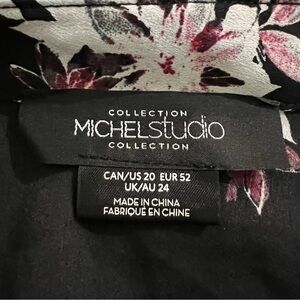 COLLECTION
MICHELStudio
COLLECTION
CAN/US 20 EUR 52
UK/AU 24
MADE IN CHINA
FABRIQUÉ EN CHINE